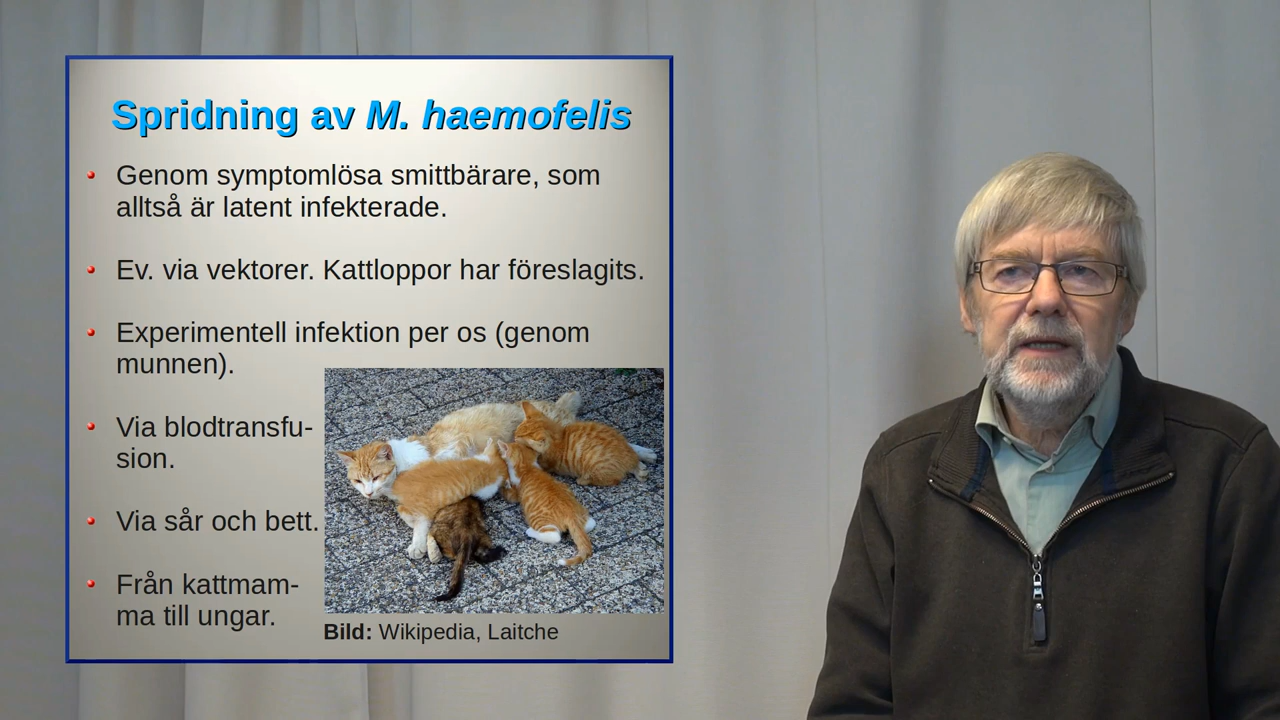 Spridning av M. haemofelis
Genom symptomlösa smittbärare, som
alltså är latent infekterade.
Ev. via vektorer. Kattloppor har föreslagits.
Experimentell infektion per os (genom
munnen).
Via blodtransfu-
sion.
Via sår och bett.
Från kattmam-
ma till ungar.
Bild: Wikipedia, Laitche